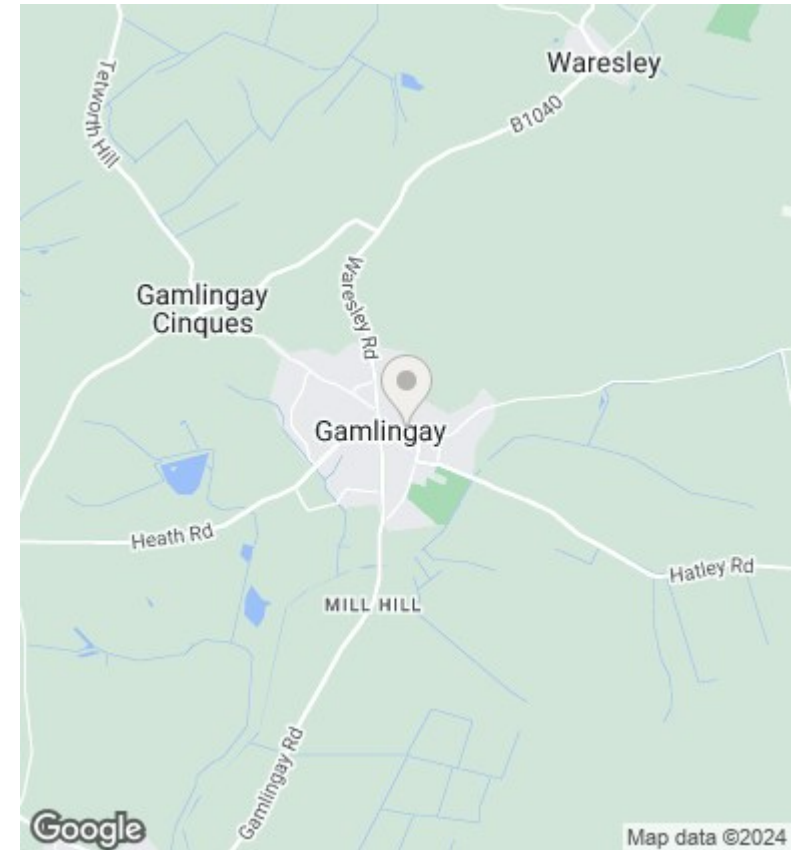 Waresley
B1040
Tetworth Hill
Waresley Rd
Gamlingay
Cinques
Gamlingay
Heath Rd
Hatley Rd
MILL HILL
Gamlingay Rd
Google
Map data ©2024